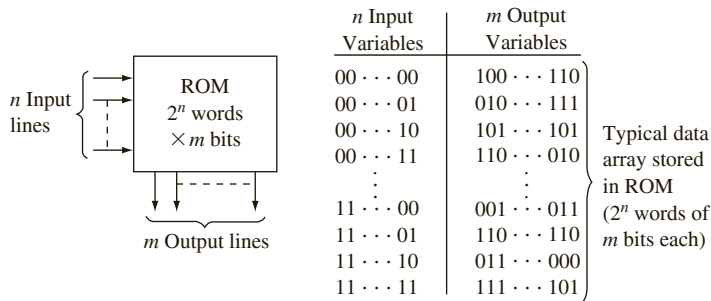 n Input
lines
ROM
2ⁿ words
× m bits
m Output lines
n Input Variables
m Output Variables
00 · · · 00 100 · · · 110
00 · · · 01 010 · · · 111
00 · · · 10 101 · · · 101
00 · · · 11 110 · · · 010
⋮ ⋮
11 · · · 00 001 · · · 011
11 · · · 01 110 · · · 110
11 · · · 10 011 · · · 000
11 · · · 11 111 · · · 101
Typical data
array stored
in ROM
(2ⁿ words of
m bits each)